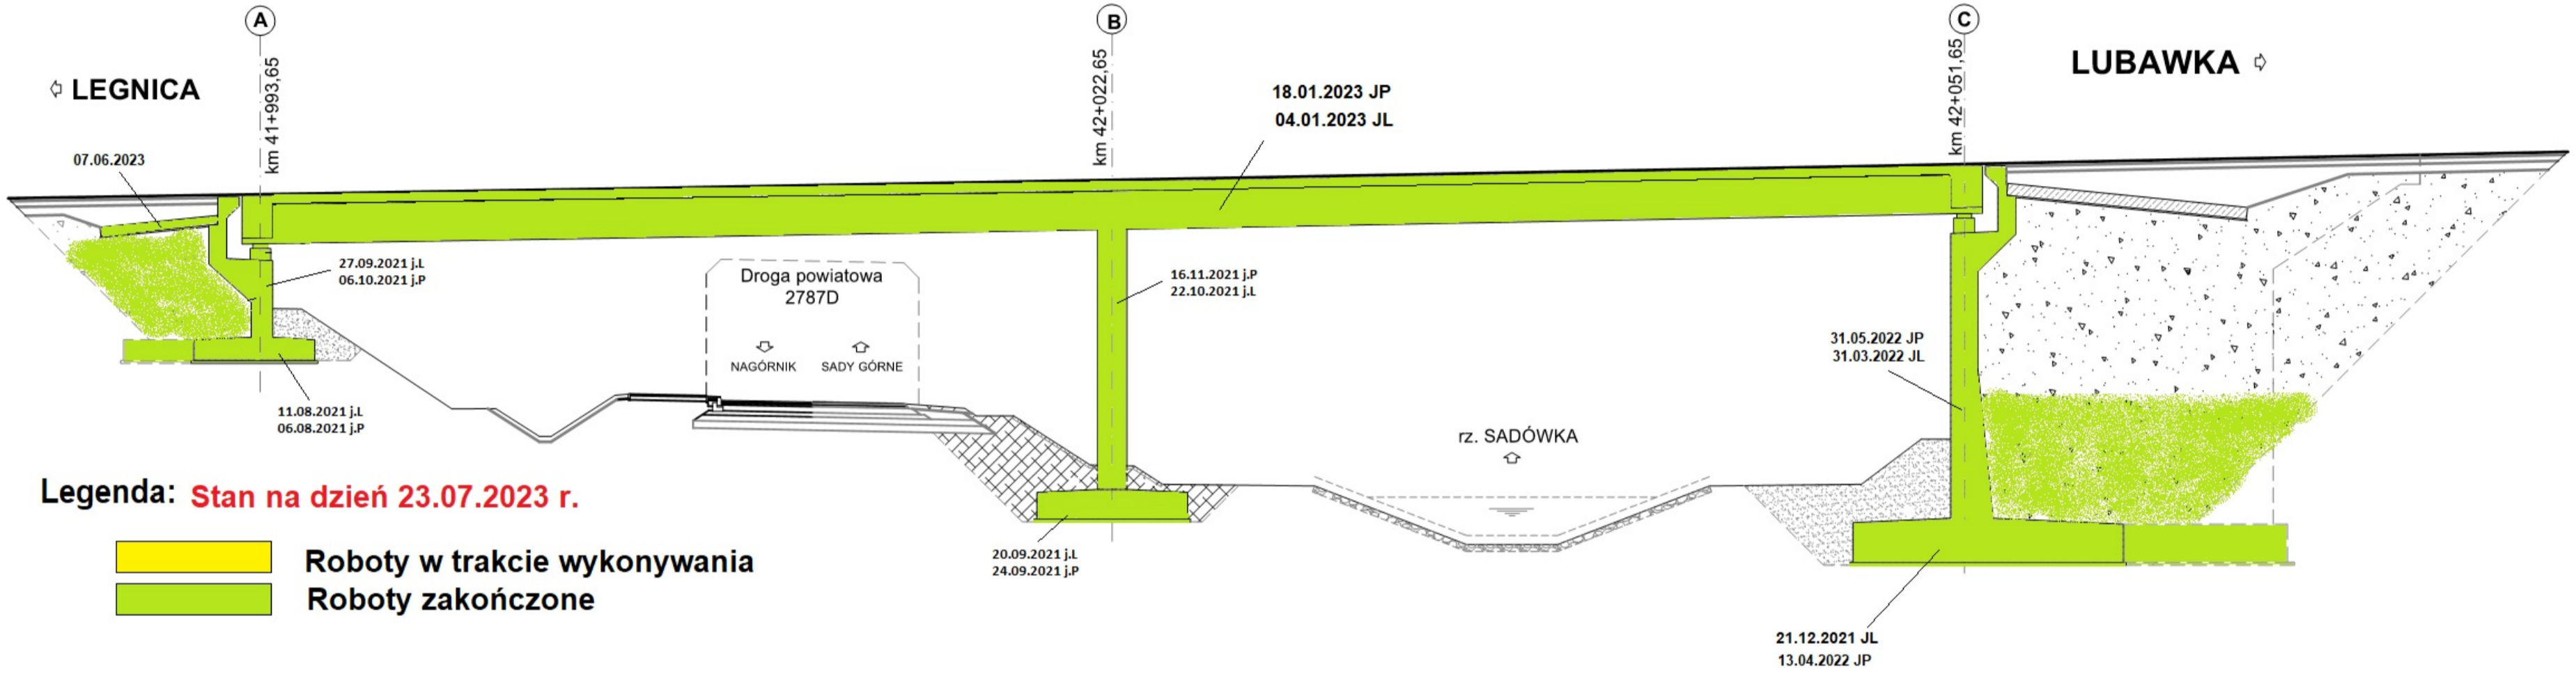 A
B
C
km 41+993,65
km 42+022,65
km 42+051,65
LEGNICA
LUBAWKA
18.01.2023 JP
04.01.2023 JL
07.06.2023
27.09.2021 j.L
06.10.2021 j.P
Droga powiatowa
2787D
NAGÓRNIK SADY GÓRNE
16.11.2021 j.P
22.10.2021 j.L
31.05.2022 JP
31.03.2022 JL
11.08.2021 j.L
06.08.2021 j.P
rz. SADÓWKA
20.09.2021 j.L
24.09.2021 j.P
21.12.2021 JL
13.04.2022 JP
Legenda: Stan na dzień 23.07.2023 r.
Roboty w trakcie wykonywania
Roboty zakończone